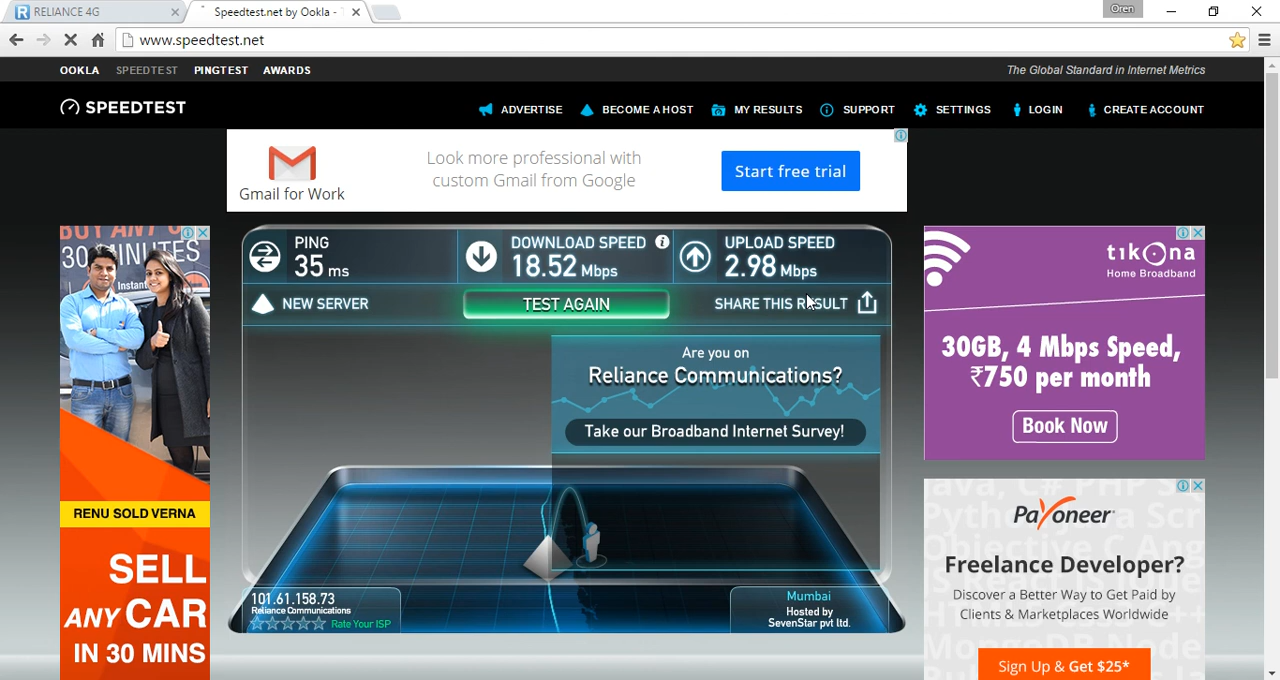 RELIANCE 4G
Speedtest.net by Ookla -
Oren
www.speedtest.net
OOKLA SPEEDTEST PINGTEST AWARDS
The Global Standard in Internet Metrics
SPEEDTEST
ADVERTISE BECOME A HOST MY RESULTS SUPPORT SETTINGS LOGIN CREATE ACCOUNT
Gmail for Work
Look more professional with
custom Gmail from Google
Start free trial
BUY ANY
30 MINUTES
Instant
RENU SOLD VERNA
SELL
ANY CAR
IN 30 MINS
PING
35 ms
DOWNLOAD SPEED
18.52 Mbps
UPLOAD SPEED
2.98 Mbps
NEW SERVER
TEST AGAIN
SHARE THIS RESULT
Are you on
Reliance Communications?
Take our Broadband Internet Survey!
101.61.158.73
Reliance Communications
Rate Your ISP
Mumbai
Hosted by
SevenStar pvt ltd.
tikona
Home Broadband
30GB, 4 Mbps Speed,
₹750 per month
Book Now
Payoneer
Freelance Developer?
Discover a Better Way to Get Paid by
Clients & Marketplaces Worldwide
Sign Up & Get $25*